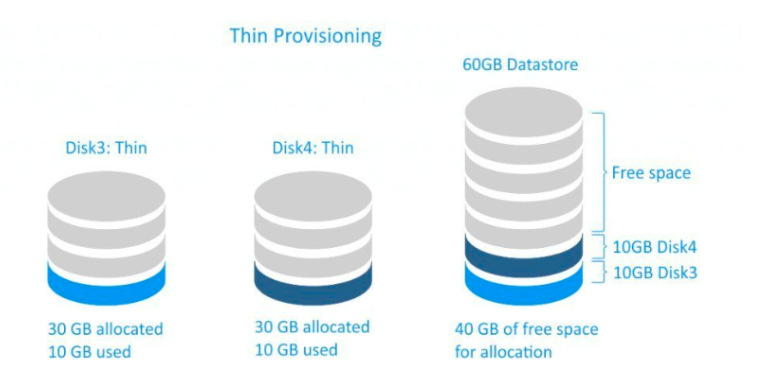 Thin Provisioning
60GB Datastore
Disk3: Thin
Disk4: Thin
Free space
10GB Disk4
10GB Disk3
30 GB allocated
10 GB used
30 GB allocated
10 GB used
40 GB of free space
for allocation